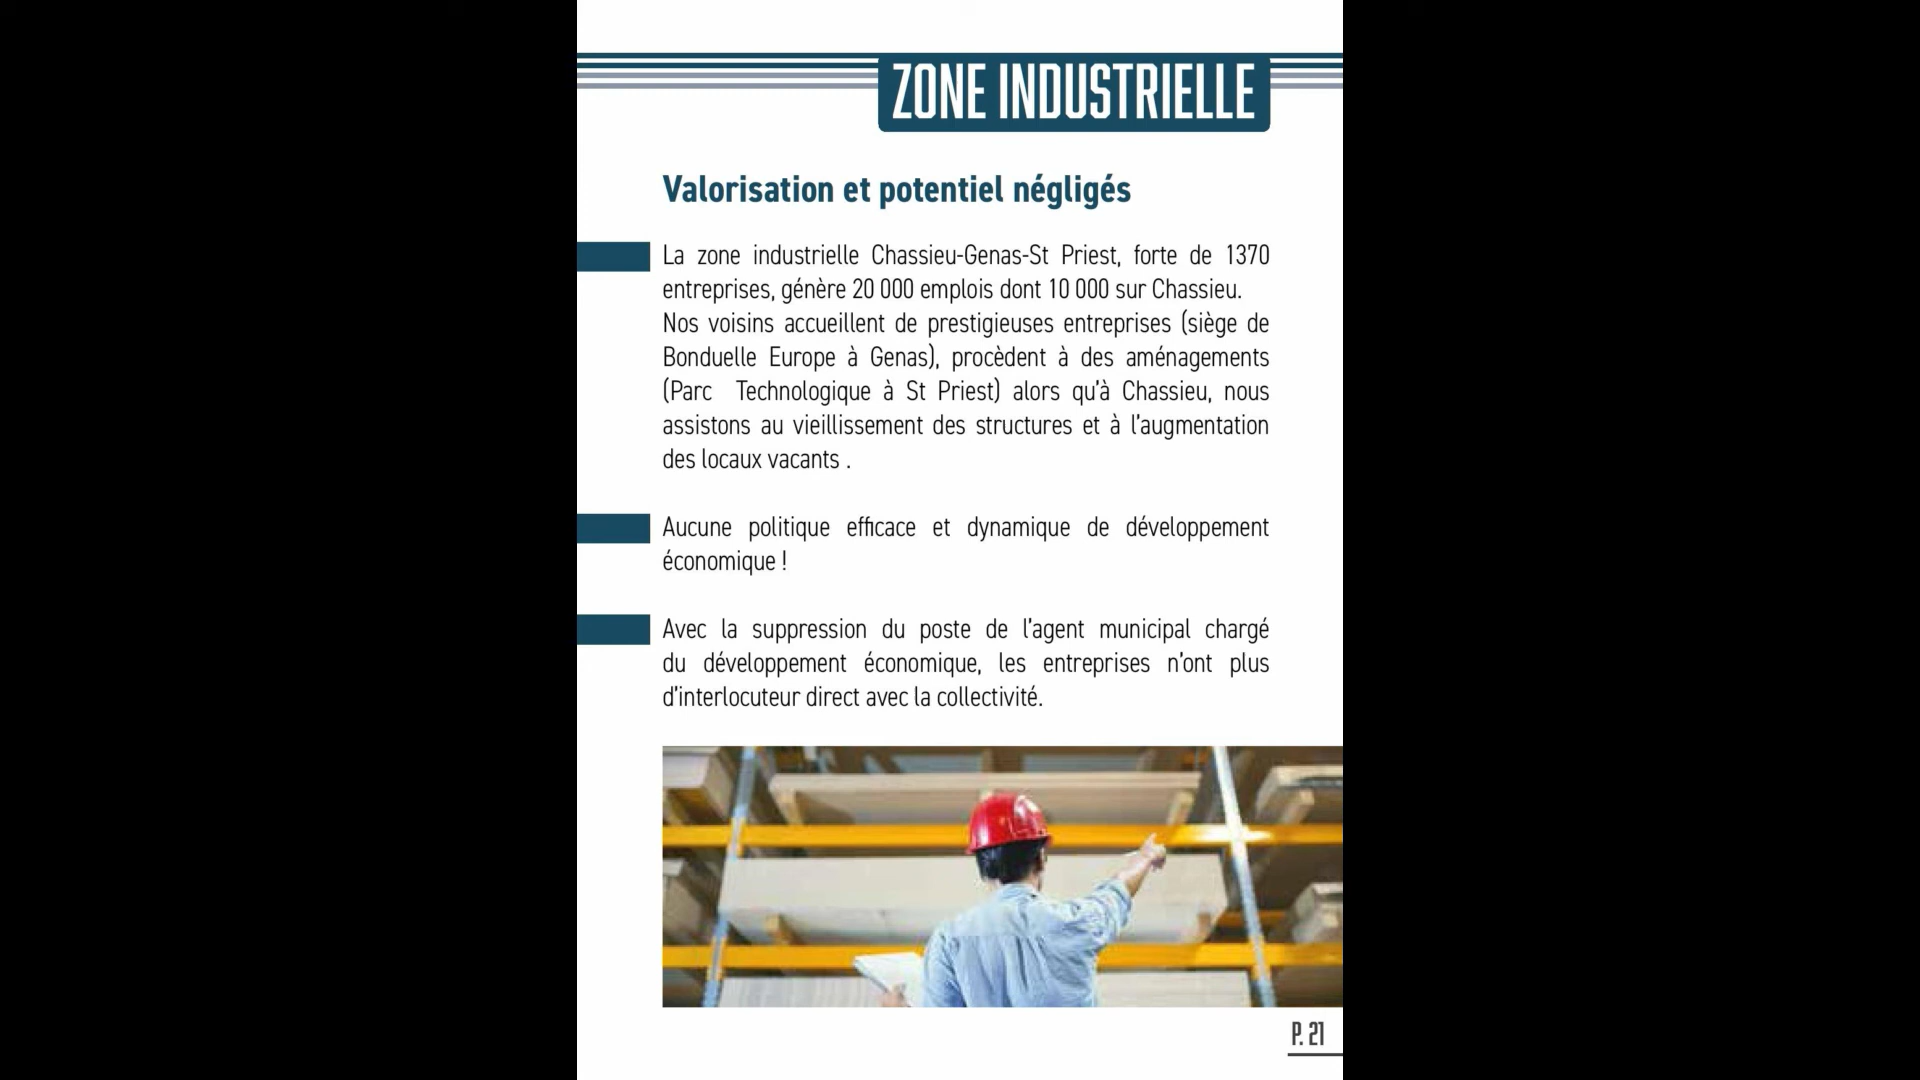 ZONE INDUSTRIELLE
Valorisation et potentiel négligés
La zone industrielle Chassieu-Genas-St Priest, forte de 1370
entreprises, génère 20 000 emplois dont 10 000 sur Chassieu.
Nos voisins accueillent de prestigieuses entreprises (siège de
Bonduelle Europe à Genas), procèdent à des aménagements
(Parc Technologique à St Priest) alors qu'à Chassieu, nous
assistons au vieillissement des structures et à l'augmentation
des locaux vacants .
Aucune politique efficace et dynamique de développement
économique !
Avec la suppression du poste de l'agent municipal chargé
du développement économique, les entreprises n'ont plus
d'interlocuteur direct avec la collectivité.
P. 21